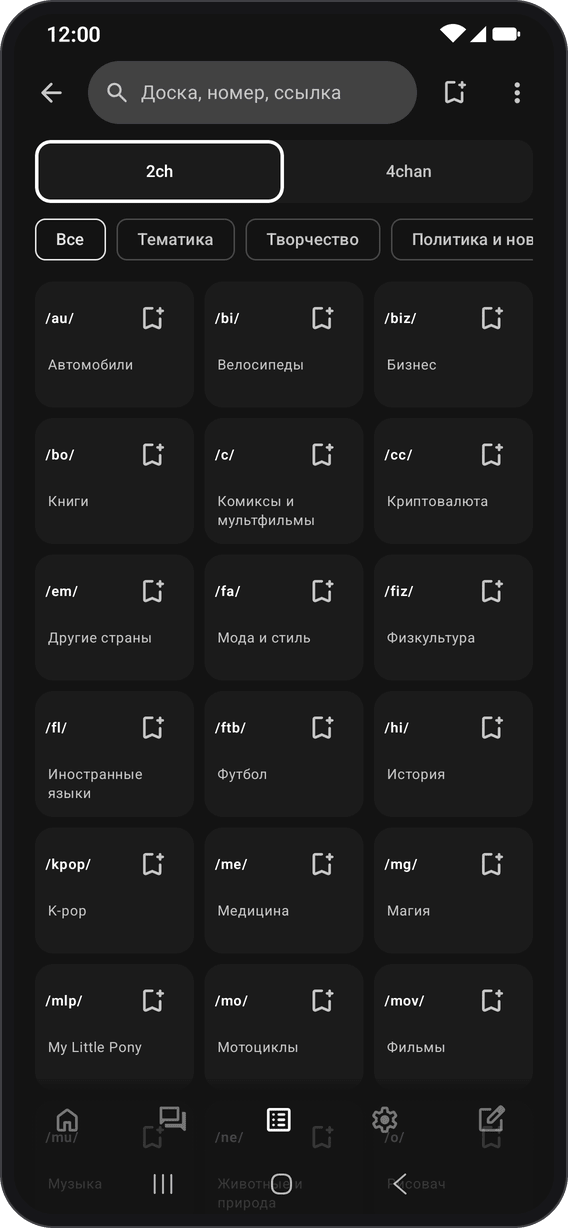 12:00
Доска, номер, ссылка
2ch
4chan
Все
Тематика
Творчество
Политика и нов
/au/
/bi/
/biz/
Автомобили
Велосипеды
Бизнес
/bo/
/c/
/cc/
Книги
Комиксы и
мультфильмы
Криптовалюта
/em/
/fa/
/fiz/
Другие страны
Мода и стиль
Физкультура
/fl/
/ftb/
/hi/
Иностранные
языки
Футбол
История
/kpop/
/me/
/mg/
K-pop
Медицина
Магия
/mlp/
/mo/
/mov/
My Little Pony
Мотоциклы
Фильмы
/mu/
/ne/
/o/
Музыка
Животные и
природа